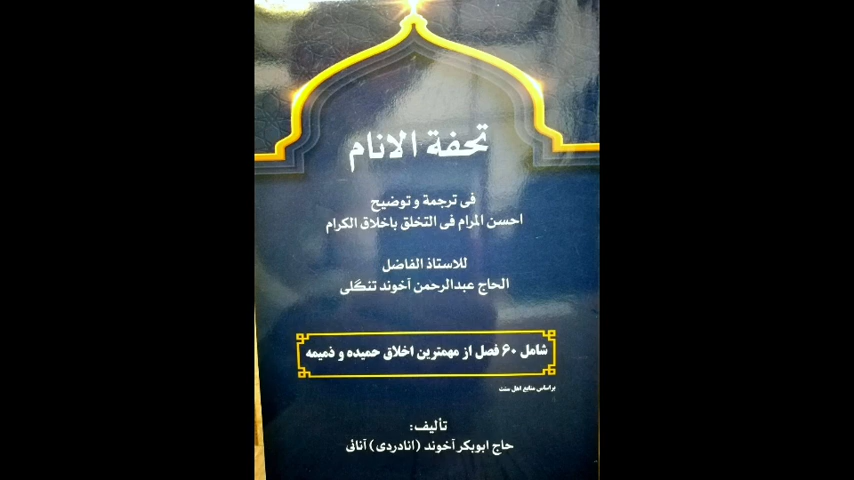 تحفة الانام
فی ترجمة و توضیح
احسن المرام فی التخلق باخلاق الکرام
للاستاذ الفاضل
الحاج عبدالرحمن آخوند تنگلی
شامل ۶۰ فصل از مهمترین اخلاق حمیده و ذمیمه
براساس منابع اهل سنت
تألیف:
حاج ابوبکر آخوند (انادردی) آنائی